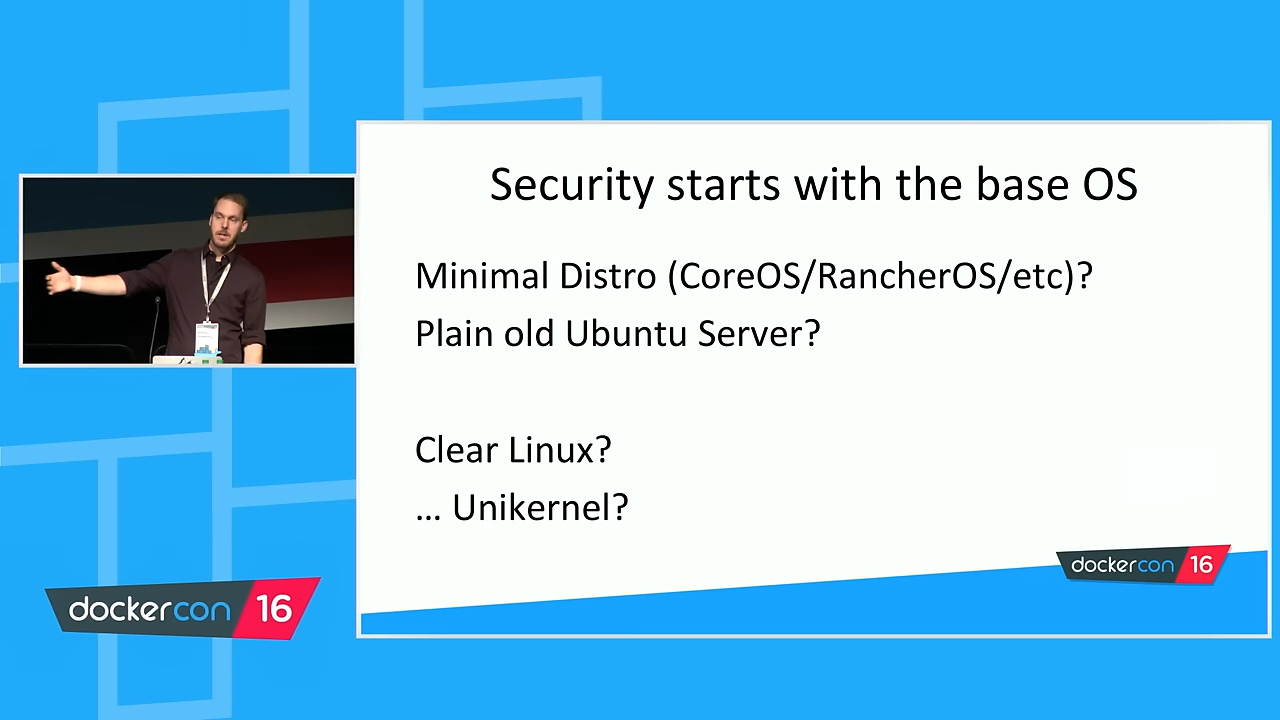 Security starts with the base OS
Minimal Distro (CoreOS/RancherOS/etc)?
Plain old Ubuntu Server?
Clear Linux?
... Unikernel?
dockercon 16
dockercon 16